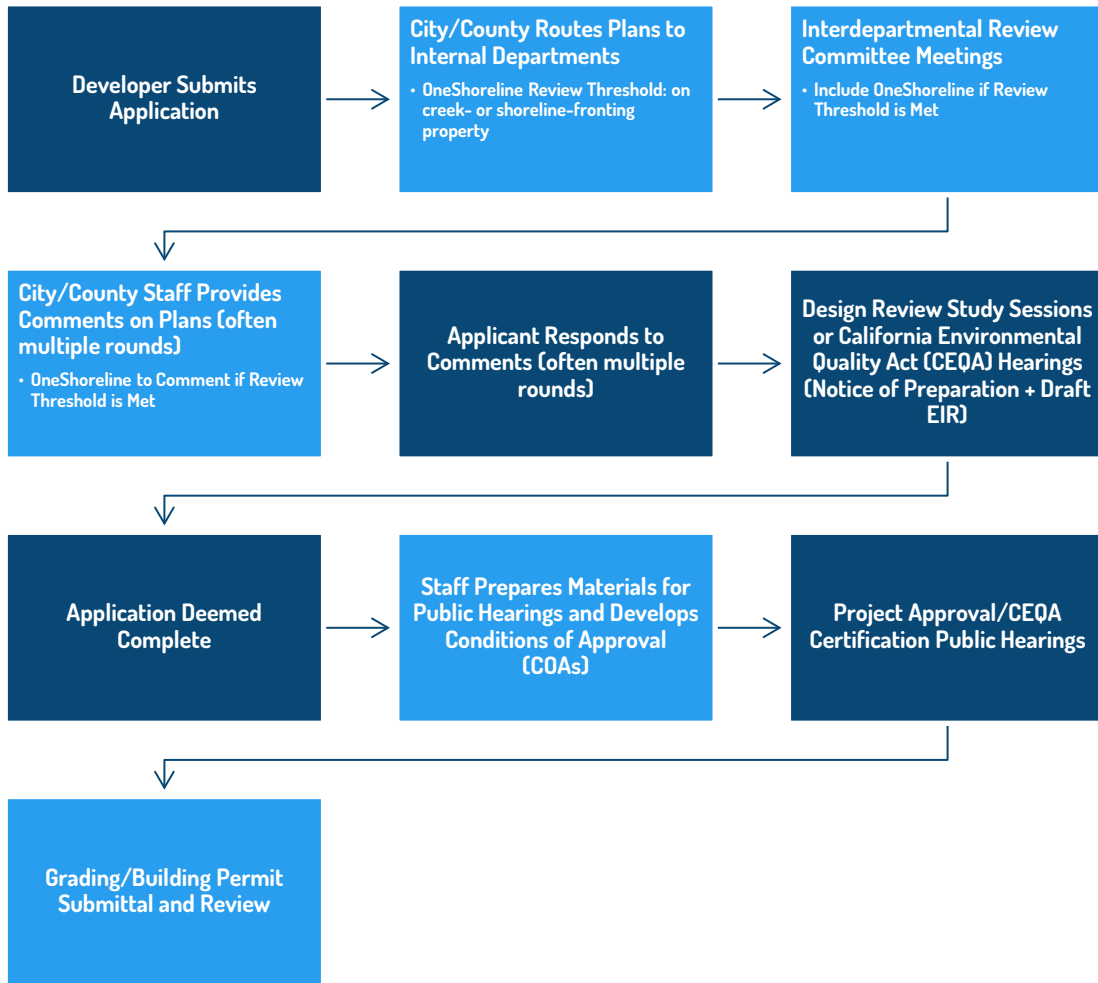 Developer Submits
Application
City/County Routes Plans to
Internal Departments
• OneShoreline Review Threshold: on
creek- or shoreline-fronting
property
Interdepartmental Review
Committee Meetings
• Include OneShoreline if Review
Threshold is Met
City/County Staff Provides
Comments on Plans (often
multiple rounds)
• OneShoreline to Comment if Review
Threshold is Met
Applicant Responds to
Comments (often multiple
rounds)
Design Review Study Sessions
or California Environmental
Quality Act (CEQA) Hearings
(Notice of Preparation + Draft
EIR)
Application Deemed
Complete
Staff Prepares Materials for
Public Hearings and Develops
Conditions of Approval
(COAs)
Project Approval/CEQA
Certification Public Hearings
Grading/Building Permit
Submittal and Review